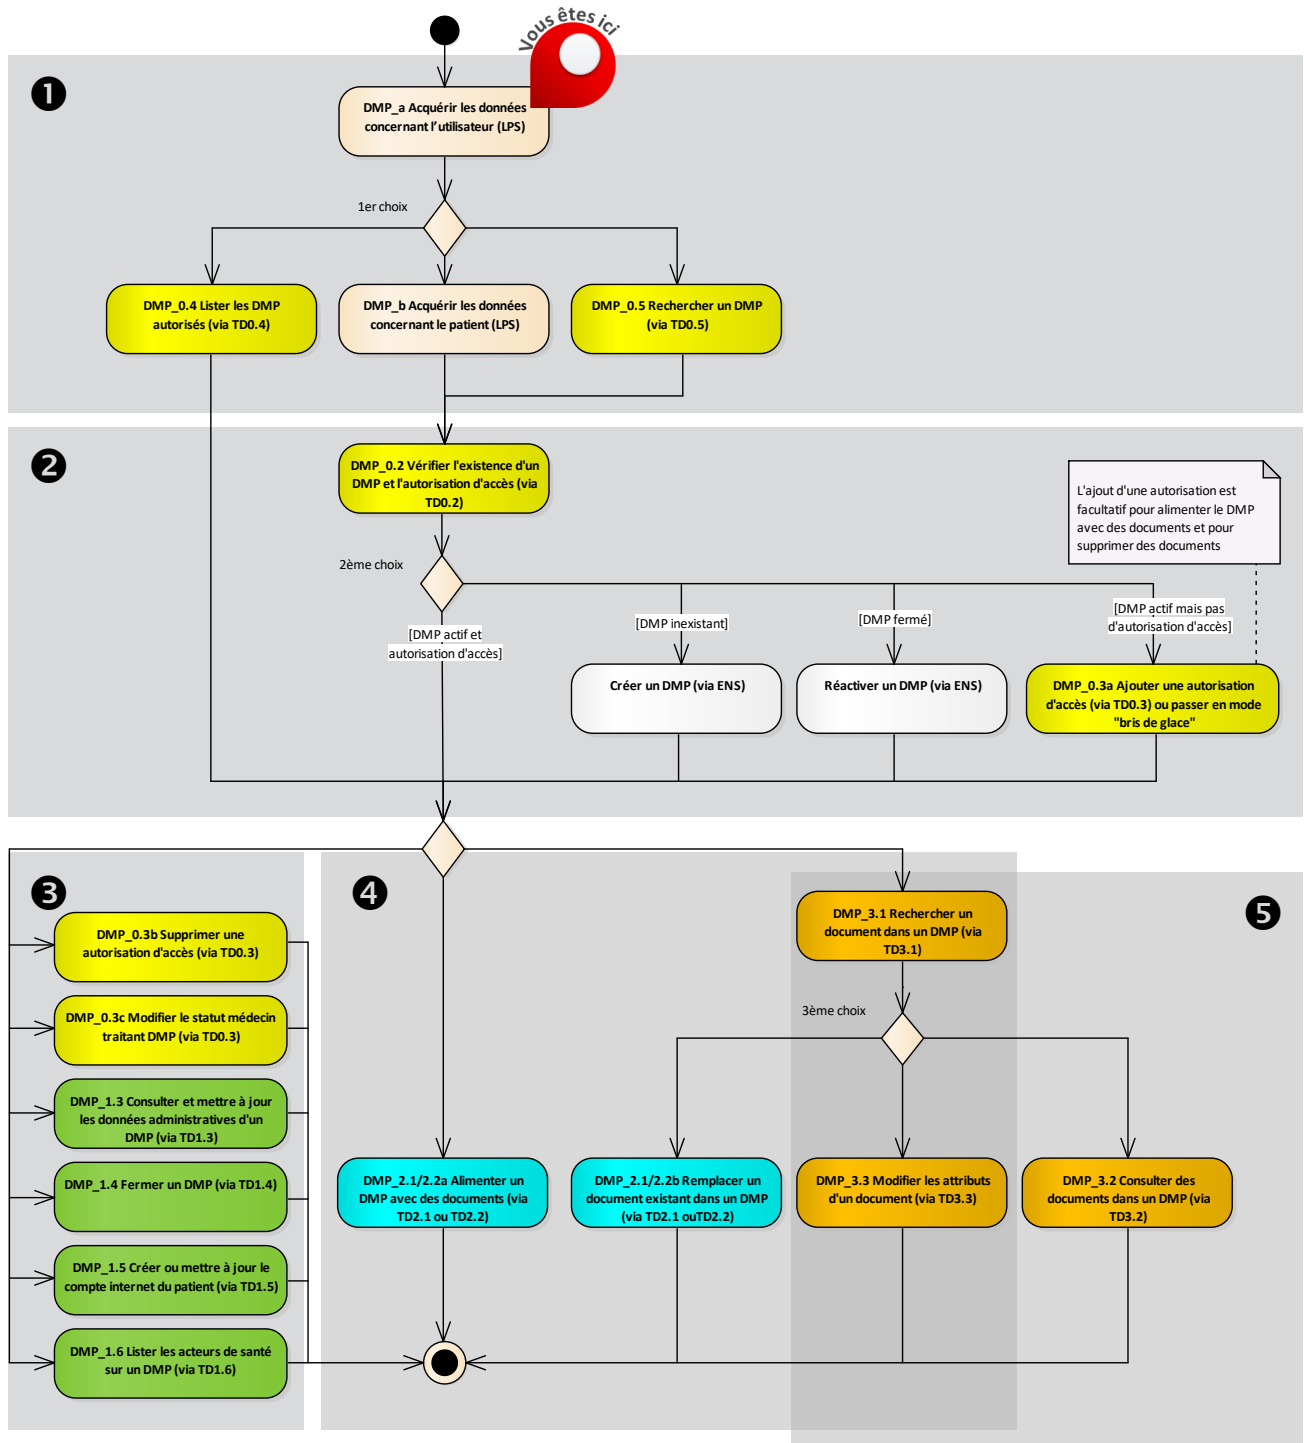 Vous êtes ici
❶
DMP_a Acquérir les données
concernant l'utilisateur (LPS)
1er choix
DMP_0.4 Lister les DMP
autorisés (via TD0.4)
DMP_b Acquérir les données
concernant le patient (LPS)
DMP_0.5 Rechercher un DMP
(via TD0.5)
❷
DMP_0.2 Vérifier l'existence d'un
DMP et l'autorisation d'accès (via
TD0.2)
L'ajout d'une autorisation est
facultatif pour alimenter le DMP
avec des documents et pour
supprimer des documents
2ème choix
[DMP actif et
autorisation d'accès]
[DMP inexistant]
[DMP fermé]
[DMP actif mais pas
d'autorisation d'accès]
Créer un DMP (via ENS)
Réactiver un DMP (via ENS)
DMP_0.3a Ajouter une autorisation
d'accès (via TD0.3) ou passer en mode
"bris de glace"
❸
DMP_0.3b Supprimer une
autorisation d'accès (via TD0.3)
DMP_0.3c Modifier le statut médecin
traitant DMP (via TD0.3)
DMP_1.3 Consulter et mettre à jour
les données administratives d'un
DMP (via TD1.3)
DMP_1.4 Fermer un DMP (via TD1.4)
DMP_1.5 Créer ou mettre à jour le
compte internet du patient (via TD1.5)
DMP_1.6 Lister les acteurs de santé
sur un DMP (via TD1.6)
❹
❺
DMP_3.1 Rechercher un
document dans un DMP (via
TD3.1)
3ème choix
DMP_2.1/2.2a Alimenter un
DMP avec des documents (via
TD2.1 ou TD2.2)
DMP_2.1/2.2b Remplacer un
document existant dans un DMP
(via TD2.1 ouTD2.2)
DMP_3.3 Modifier les attributs
d'un document (via TD3.3)
DMP_3.2 Consulter des
documents dans un DMP (via
TD3.2)